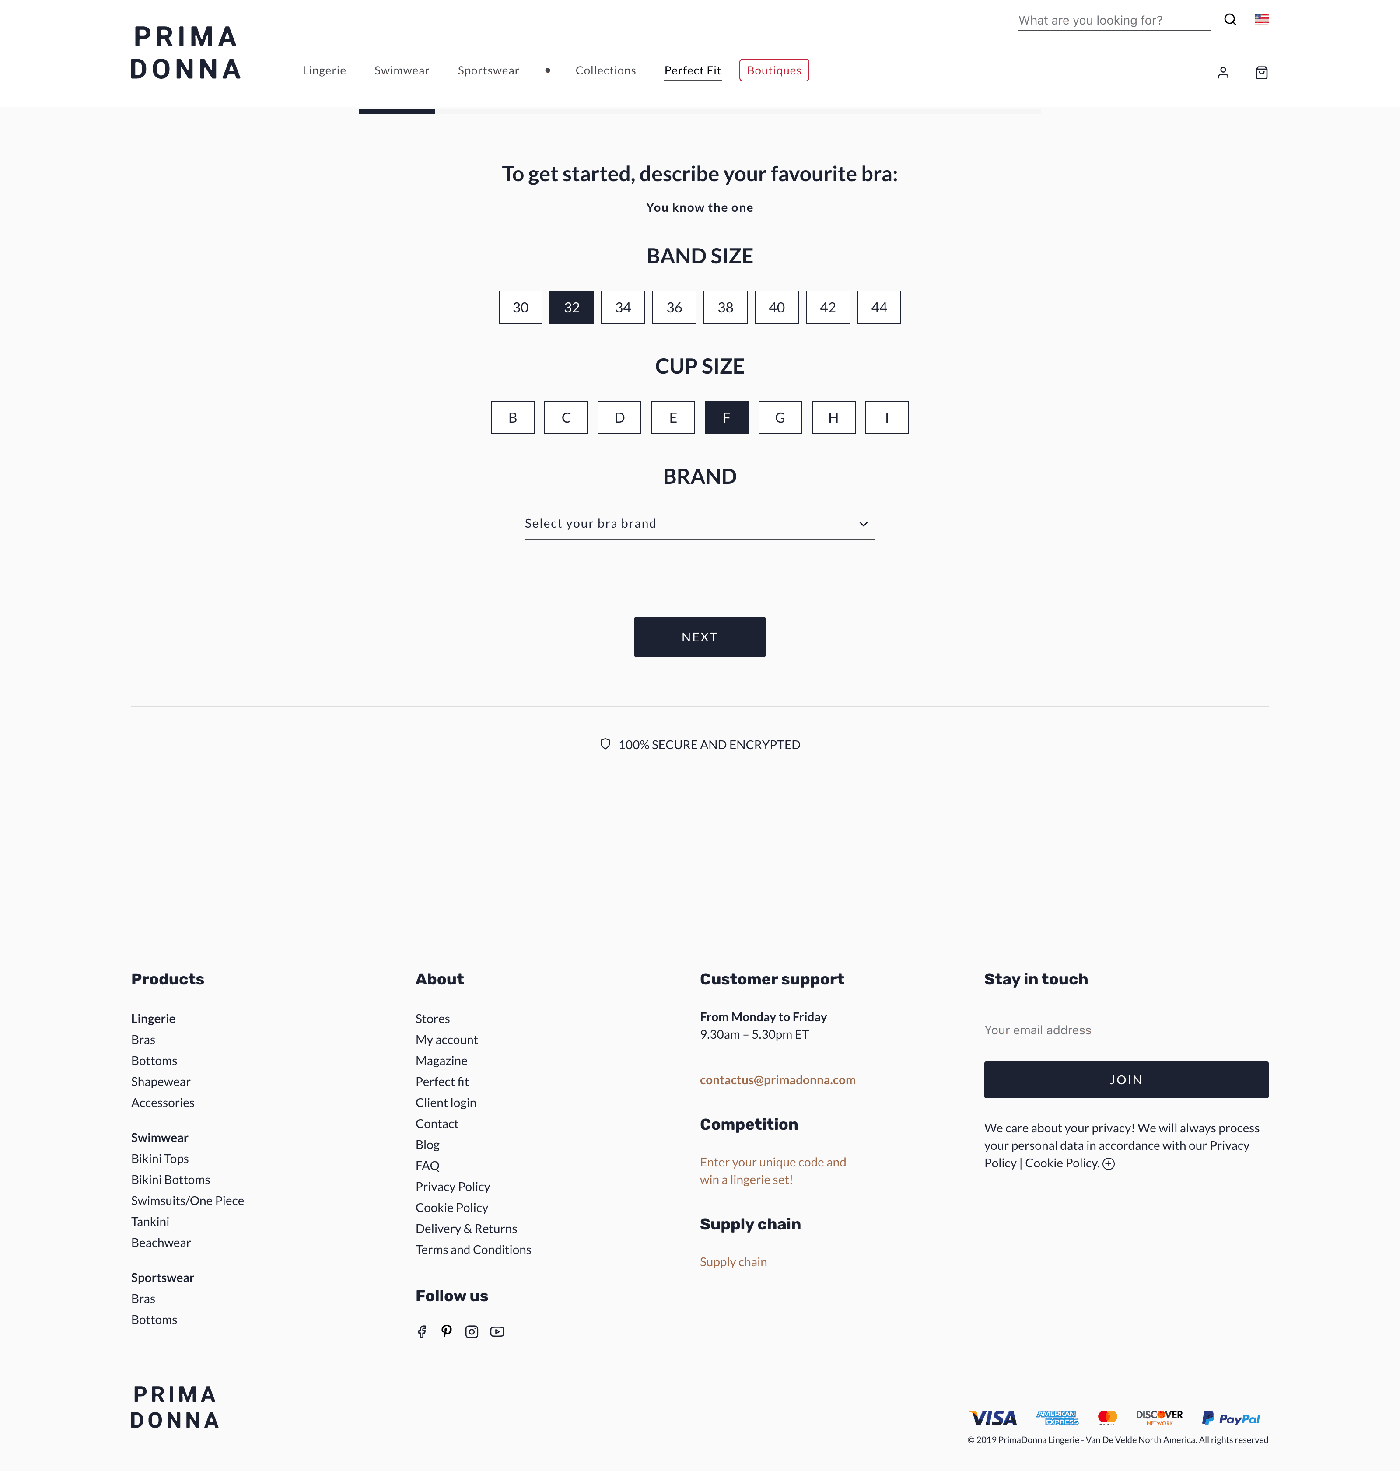 PRIMA
DONNA
What are you looking for?
Lingerie Swimwear Sportswear • Collections Perfect Fit Boutiques
To get started, describe your favourite bra:
You know the one
BAND SIZE
30 32 34 36 38 40 42 44
CUP SIZE
B C D E F G H I
BRAND
Select your bra brand
NEXT
100% SECURE AND ENCRYPTED
Products
Lingerie
Bras
Bottoms
Shapewear
Accessories
Swimwear
Bikini Tops
Bikini Bottoms
Swimsuits/One Piece
Tankini
Beachwear
Sportswear
Bras
Bottoms
About
Stores
My account
Magazine
Perfect fit
Client login
Contact
Blog
FAQ
Privacy Policy
Cookie Policy
Delivery & Returns
Terms and Conditions
Follow us
Customer support
From Monday to Friday
9.30am – 5.30pm ET
contactus@primadonna.com
Competition
Enter your unique code and
win a lingerie set!
Supply chain
Supply chain
Stay in touch
Your email address
JOIN
We care about your privacy! We will always process
your personal data in accordance with our Privacy
Policy | Cookie Policy.
PRIMA
DONNA
VISA AMERICAN EXPRESS DISCOVER NETWORK PayPal
© 2019 PrimaDonna Lingerie - Van De Velde North America. All rights reserved